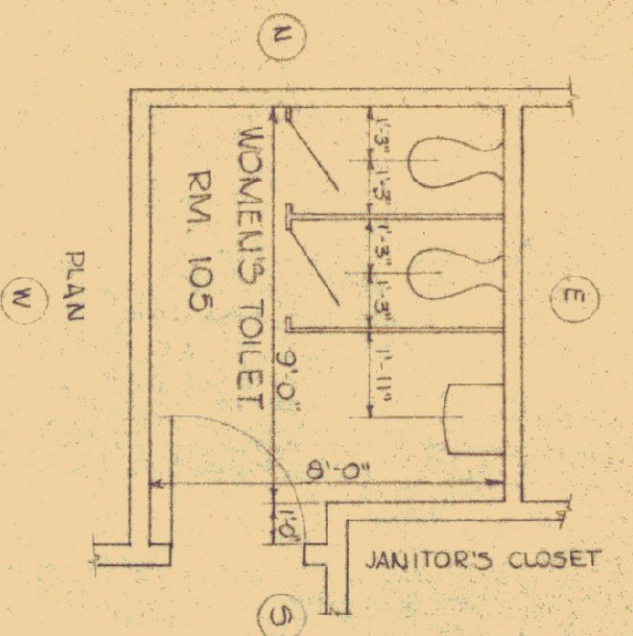 N
WOMEN'S TOILET
RM. 105
1'-3"
1'-3"
1'-3"
1'-3"
1'-11"
9'-0"
8'-0"
1'0"
JANITOR'S CLOSET
E
W
S
PLAN